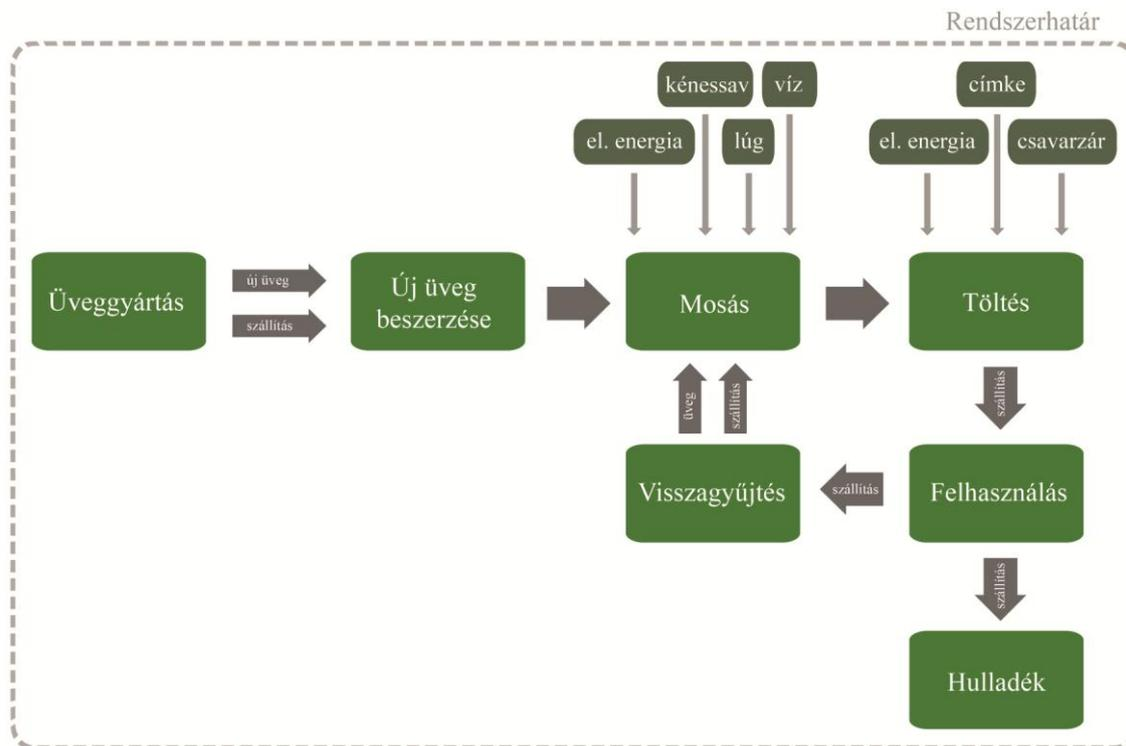 Rendszerhatár
kénessav
víz
címke
el. energia
lúg
el. energia
csavarzár
Üveggyártás
új üveg
szállítás
Új üveg
beszerzése
Mosás
Töltés
üveg
szállítás
szállítás
Visszagyűjtés
szállítás
Felhasználás
szállítás
Hulladék